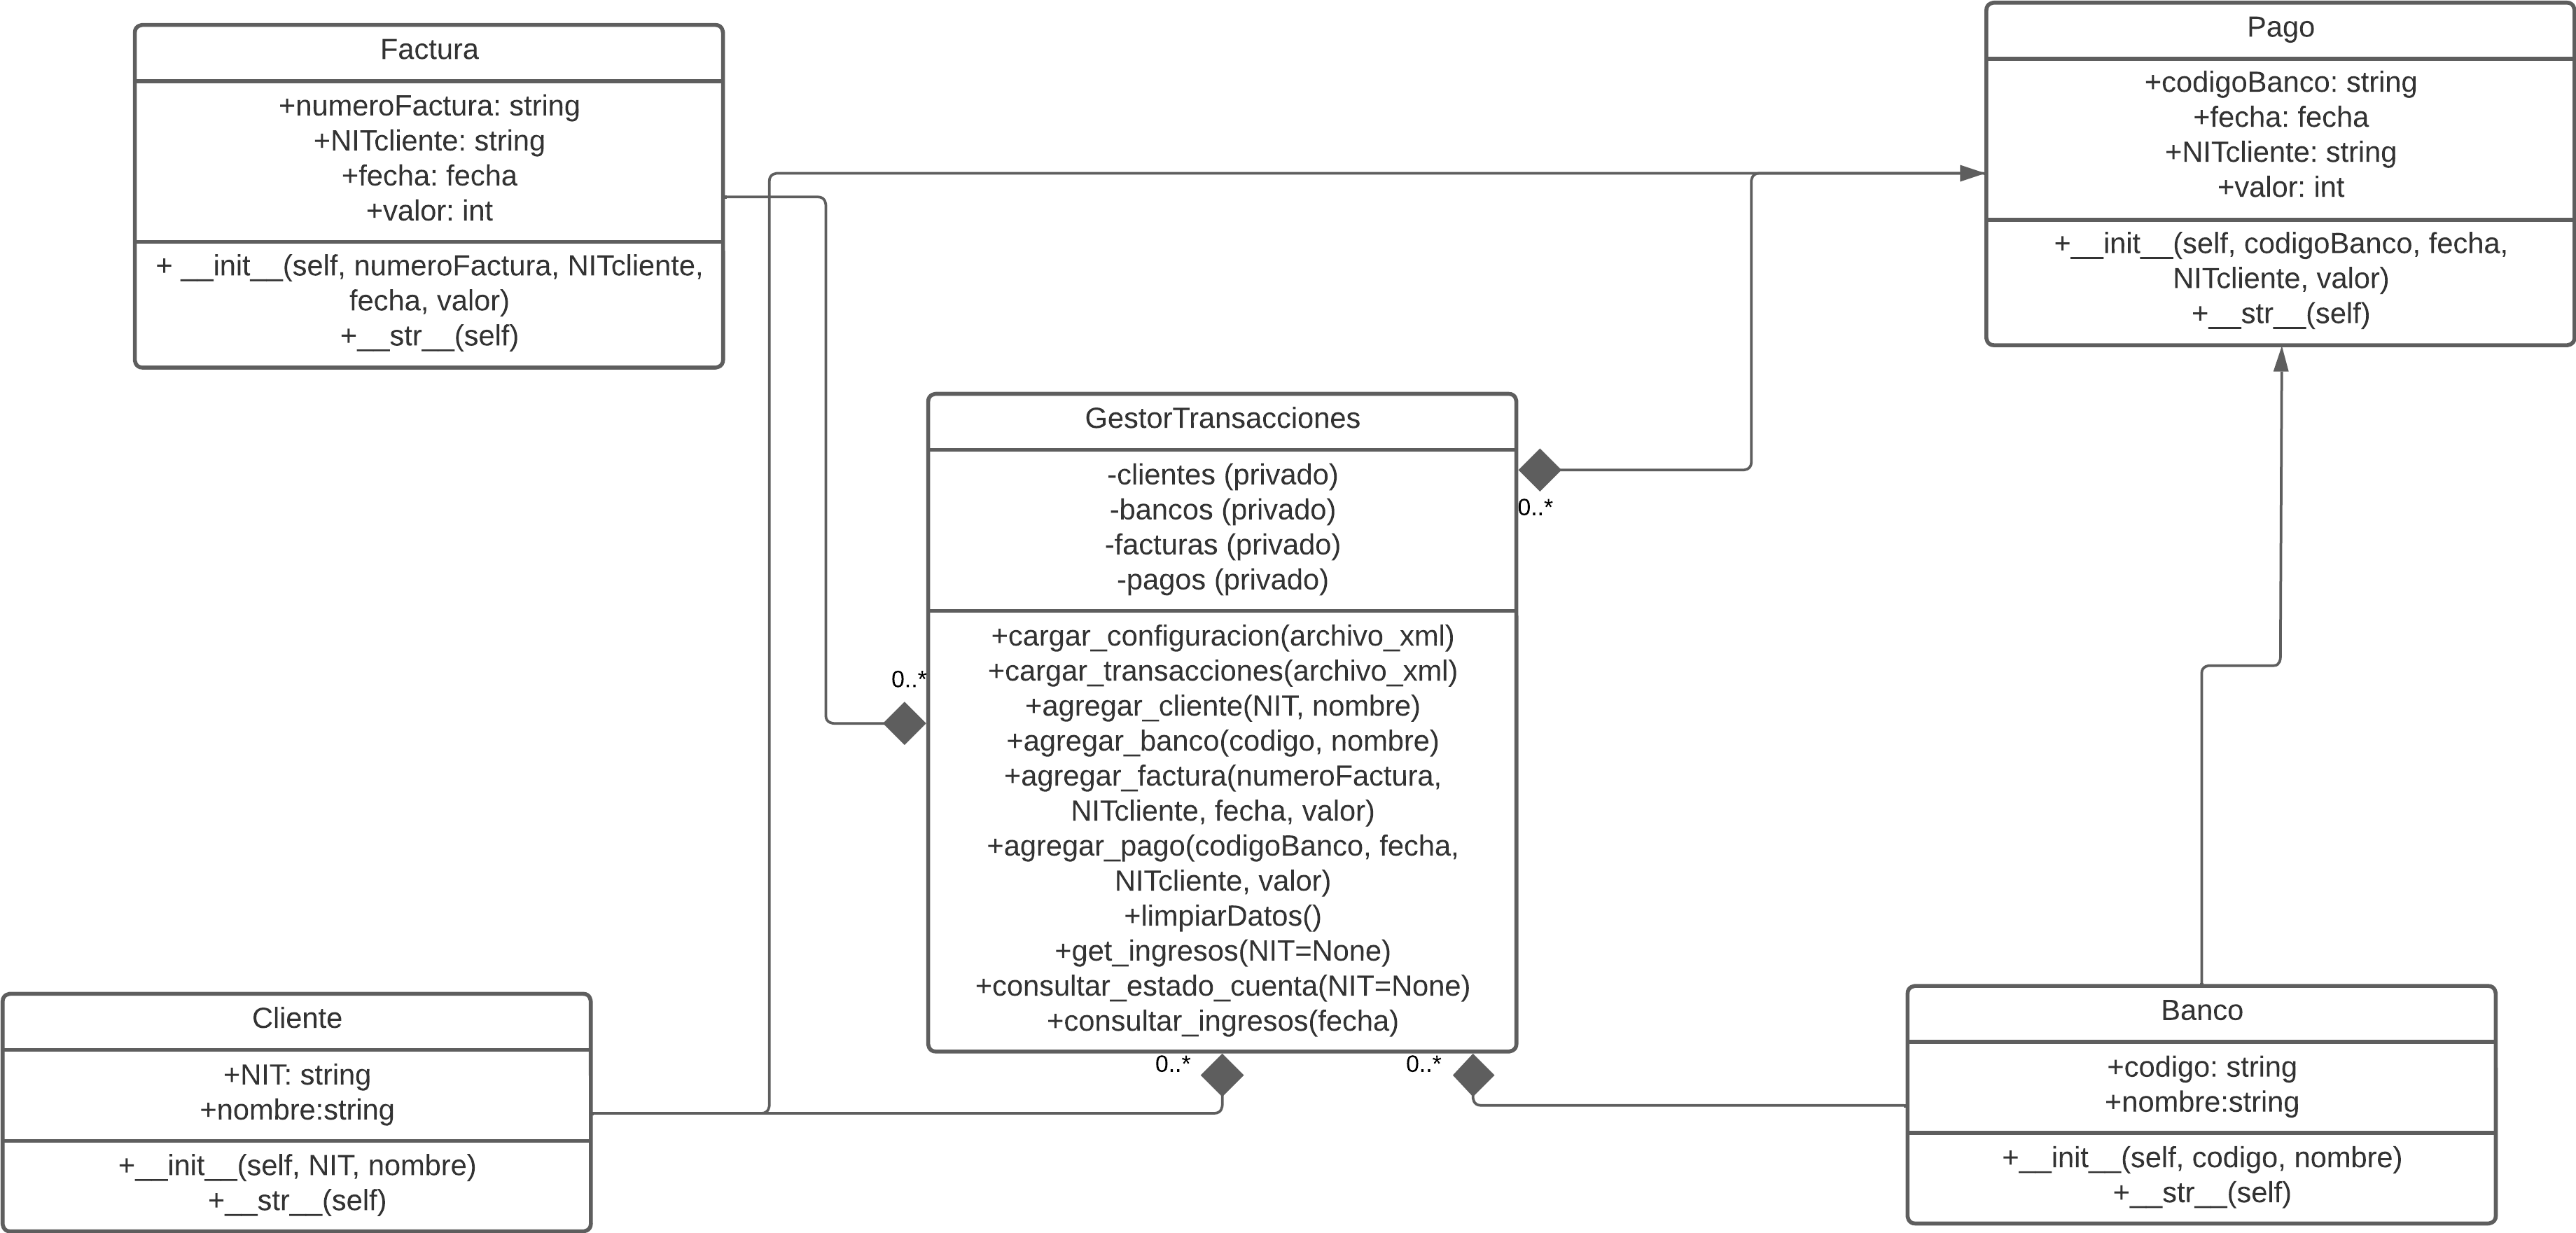 Factura
+numeroFactura: string
+NITcliente: string
+fecha: fecha
+valor: int
+ __init__(self, numeroFactura, NITcliente,
fecha, valor)
+__str__(self)
Pago
+codigoBanco: string
+fecha: fecha
+NITcliente: string
+valor: int
+__init__(self, codigoBanco, fecha,
NITcliente, valor)
+__str__(self)
GestorTransacciones
-clientes (privado)
-bancos (privado)
-facturas (privado)
-pagos (privado)
+cargar_configuracion(archivo_xml)
+cargar_transacciones(archivo_xml)
+agregar_cliente(NIT, nombre)
+agregar_banco(codigo, nombre)
+agregar_factura(numeroFactura,
NITcliente, fecha, valor)
+agregar_pago(codigoBanco, fecha,
NITcliente, valor)
+limpiarDatos()
+get_ingresos(NIT=None)
+consultar_estado_cuenta(NIT=None)
+consultar_ingresos(fecha)
0..*
0..*
0..*
0..*
Cliente
+NIT: string
+nombre:string
+__init__(self, NIT, nombre)
+__str__(self)
Banco
+codigo: string
+nombre:string
+__init__(self, codigo, nombre)
+__str__(self)